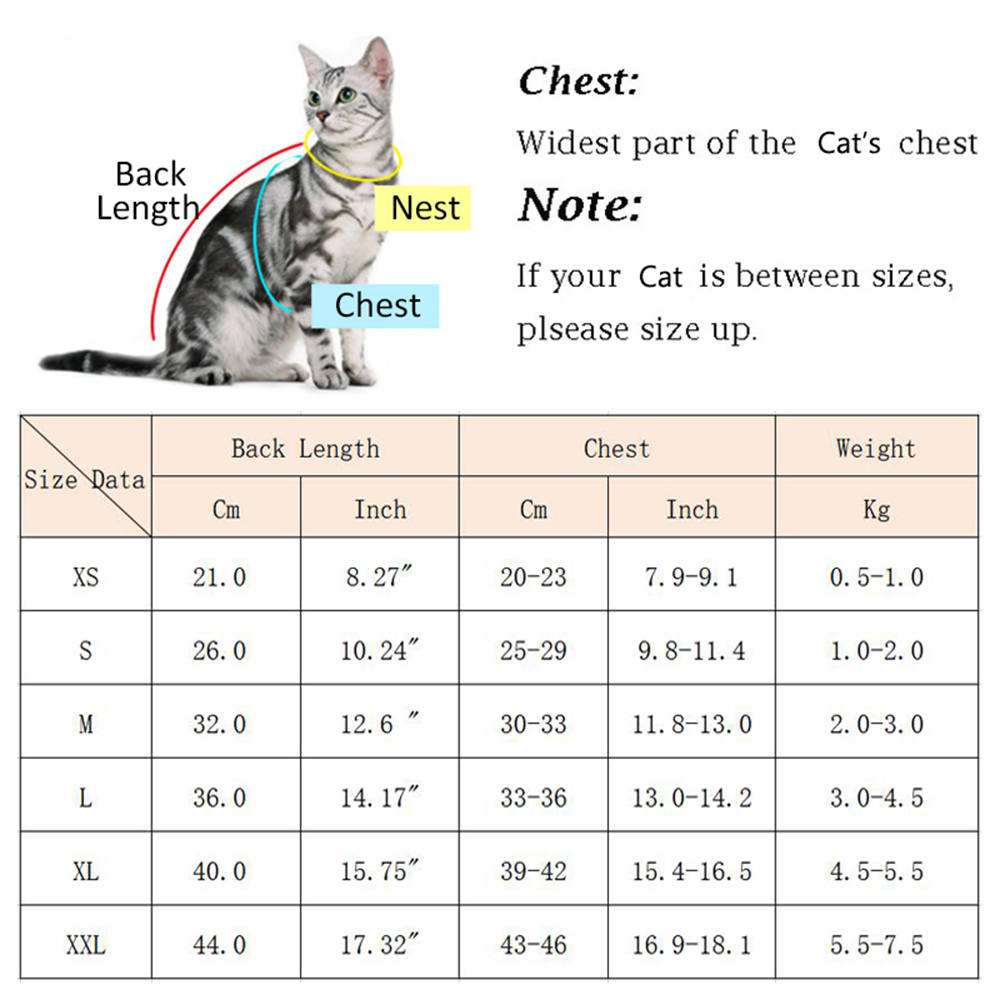 Chest:
Widest part of the Cat's chest
Note:
If your Cat is between sizes,
plsease size up.
Back
Length
Nest
Chest
Size Data Back Length Chest Weight
Cm Inch Cm Inch Kg
XS 21.0 8.27″ 20-23 7.9-9.1 0.5-1.0
S 26.0 10.24″ 25-29 9.8-11.4 1.0-2.0
M 32.0 12.6 ″ 30-33 11.8-13.0 2.0-3.0
L 36.0 14.17″ 33-36 13.0-14.2 3.0-4.5
XL 40.0 15.75″ 39-42 15.4-16.5 4.5-5.5
XXL 44.0 17.32″ 43-46 16.9-18.1 5.5-7.5